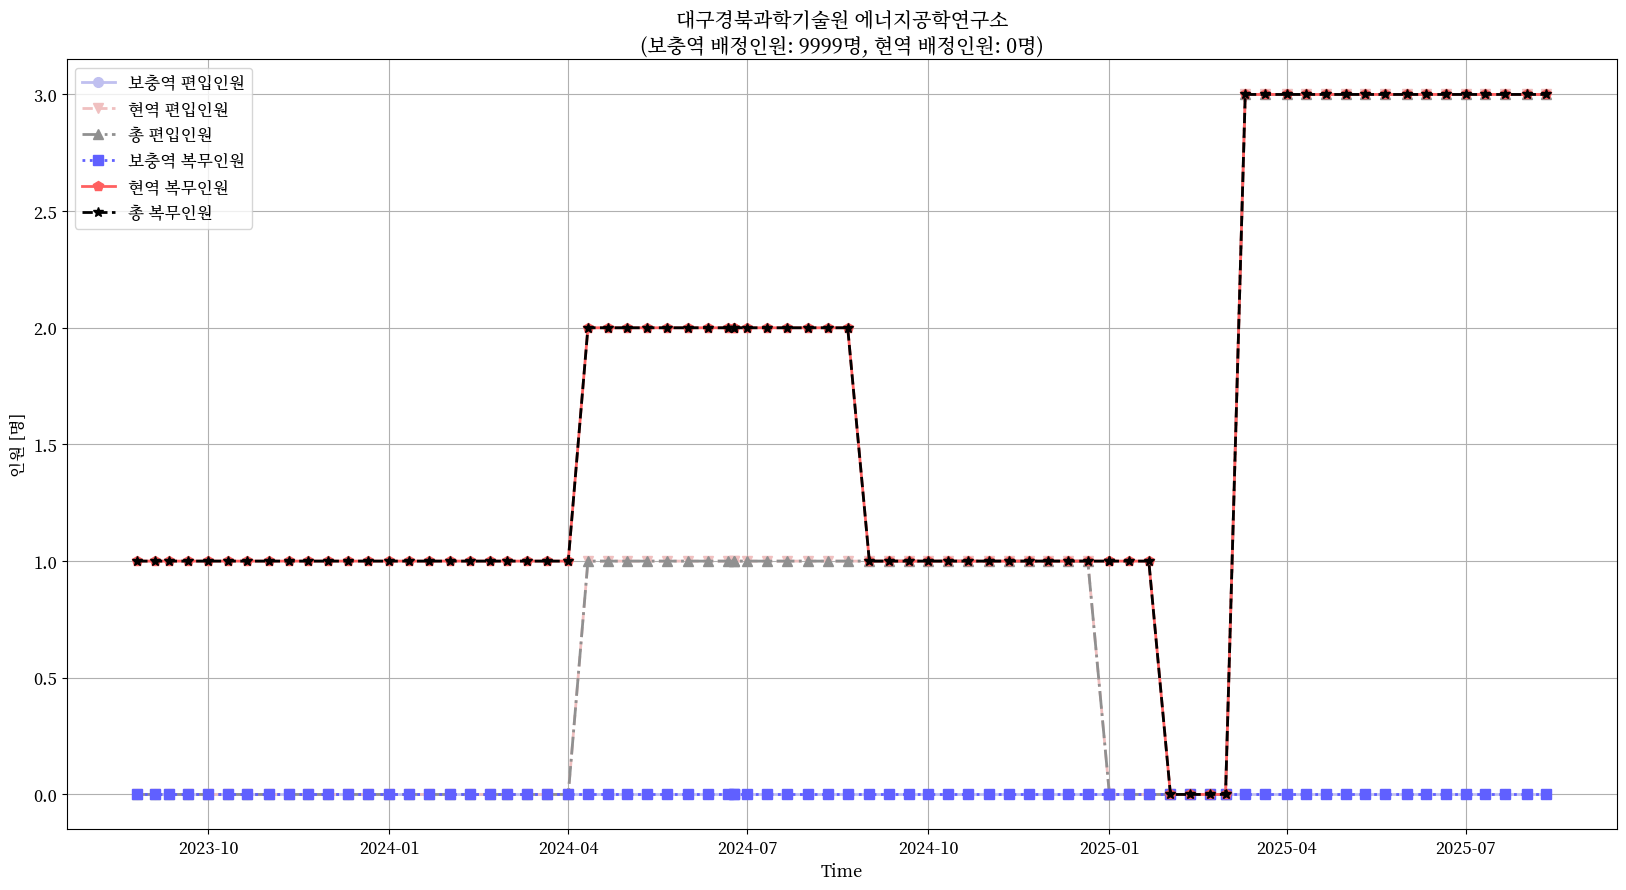 대구경북과학기술원 에너지공학연구소
(보충역 배정인원: 9999명, 현역 배정인원: 0명)
보충역 편입인원
현역 편입인원
총 편입인원
보충역 복무인원
현역 복무인원
총 복무인원
3.0
2.5
2.0
1.5
1.0
0.5
0.0
인원 [명]
2023-10
2024-01
2024-04
2024-07
2024-10
2025-01
2025-04
2025-07
Time